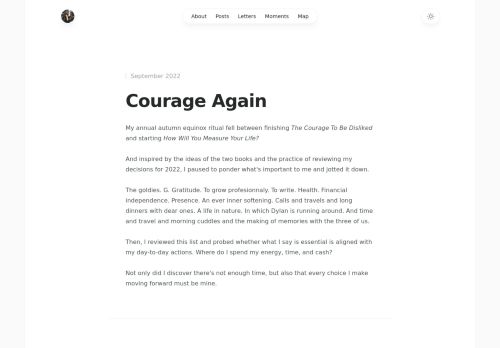 About Posts Letters Moments Map
September 2022
Courage Again
My annual autumn equinox ritual fell between finishing The Courage To Be Disliked
and starting How Will You Measure Your Life?
And inspired by the ideas of the two books and the practice of reviewing my
decisions for 2022, I paused to ponder what's important to me and jotted it down.
The goldies. G. Gratitude. To grow profesionnaly. To write. Health. Financial
independence. Presence. An ever inner softening. Calls and travels and long
dinners with dear ones. A life in nature. In which Dylan is running around. And time
and travel and morning cuddles and the making of memories with the three of us.
Then, I reviewed this list and probed whether what I say is essential is aligned with
my day-to-day actions. Where do I spend my energy, time, and cash?
Not only did I discover there's not enough time, but also that every choice I make
moving forward must be mine.